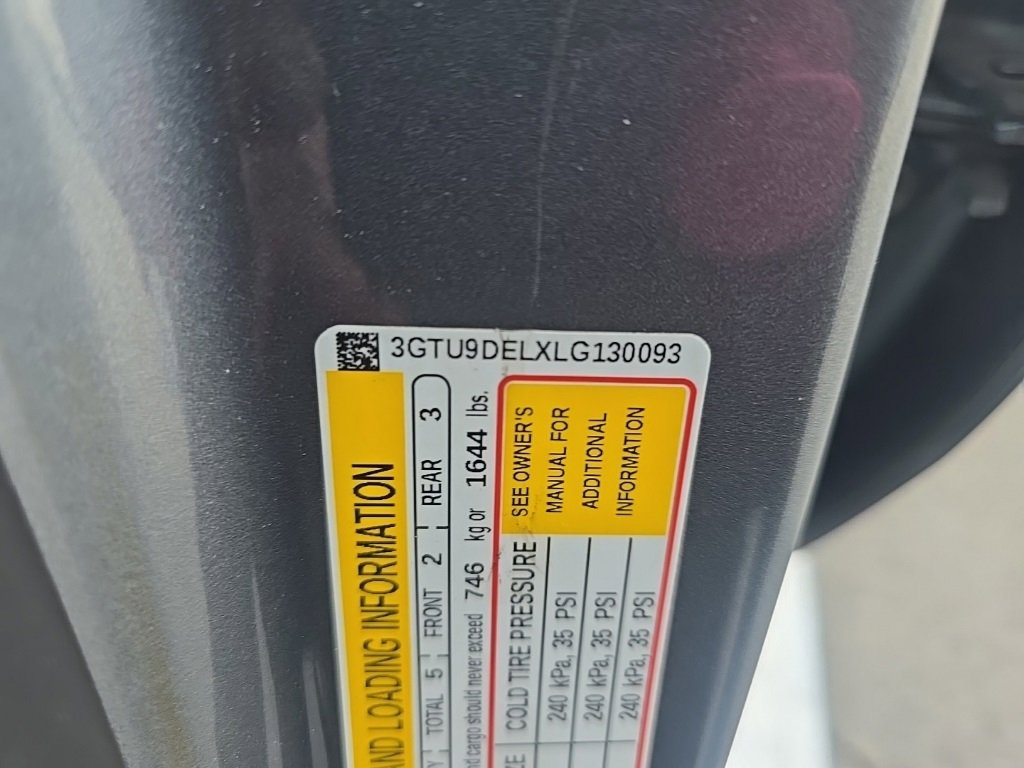 3GTU9DELXLG130093
AND LOADING INFORMATION
TOTAL 5 FRONT 2 REAR 3
cargo should never exceed 746 kg or 1644 lbs.
COLD TIRE PRESSURE
240 kPa, 35 PSI
240 kPa, 35 PSI
240 kPa, 35 PSI
SEE OWNER'S
MANUAL FOR
ADDITIONAL
INFORMATION